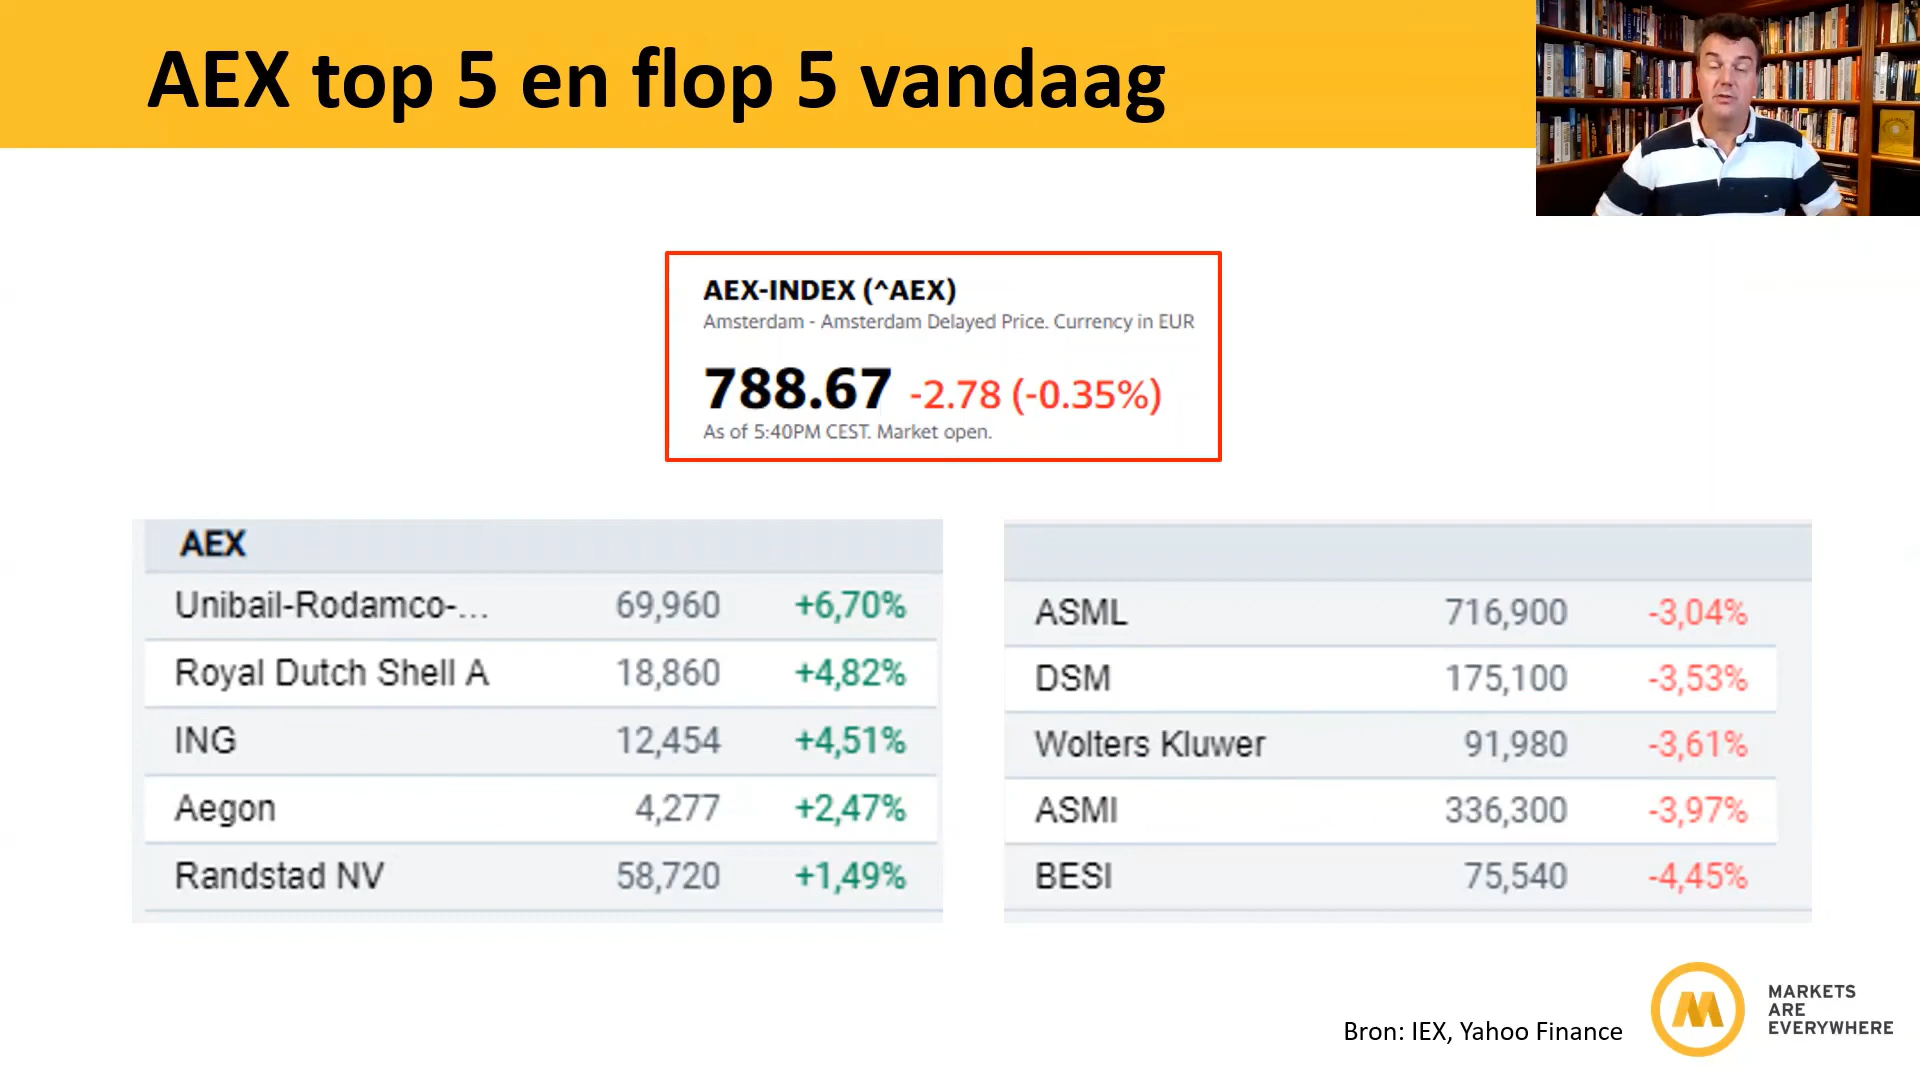 AEX top 5 en flop 5 vandaag
AEX-INDEX (^AEX)
Amsterdam - Amsterdam Delayed Price. Currency in EUR
788.67 -2.78 (-0.35%)
As of 5:40PM CEST. Market open.
AEX
Unibail-Rodamco-... 69,960 +6,70%
Royal Dutch Shell A 18,860 +4,82%
ING 12,454 +4,51%
Aegon 4,277 +2,47%
Randstad NV 58,720 +1,49%
ASML 716,900 -3,04%
DSM 175,100 -3,53%
Wolters Kluwer 91,980 -3,61%
ASMI 336,300 -3,97%
BESI 75,540 -4,45%
Bron: IEX, Yahoo Finance
MARKETS
ARE
EVERYWHERE